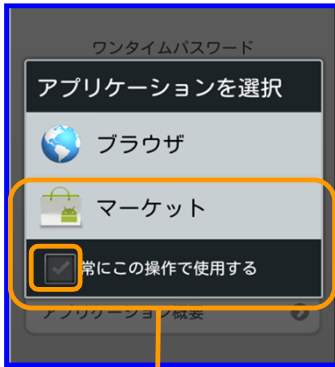 ワンタイムパスワード
アプリケーションを選択
ブラウザ
マーケット
常にこの操作で使用する
アプリケーション概要